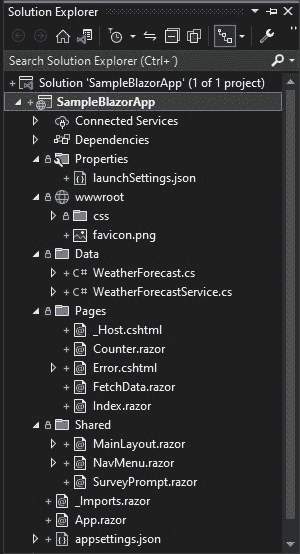 Solution Explorer
Search Solution Explorer (Ctrl+¨)
Solution 'SampleBlazorApp' (1 of 1 project)
SampleBlazorApp
Connected Services
Dependencies
Properties
launchSettings.json
wwwroot
css
favicon.png
Data
C# WeatherForecast.cs
C# WeatherForecastService.cs
Pages
_Host.cshtml
Counter.razor
Error.cshtml
FetchData.razor
Index.razor
Shared
MainLayout.razor
NavMenu.razor
SurveyPrompt.razor
_Imports.razor
App.razor
appsettings.json